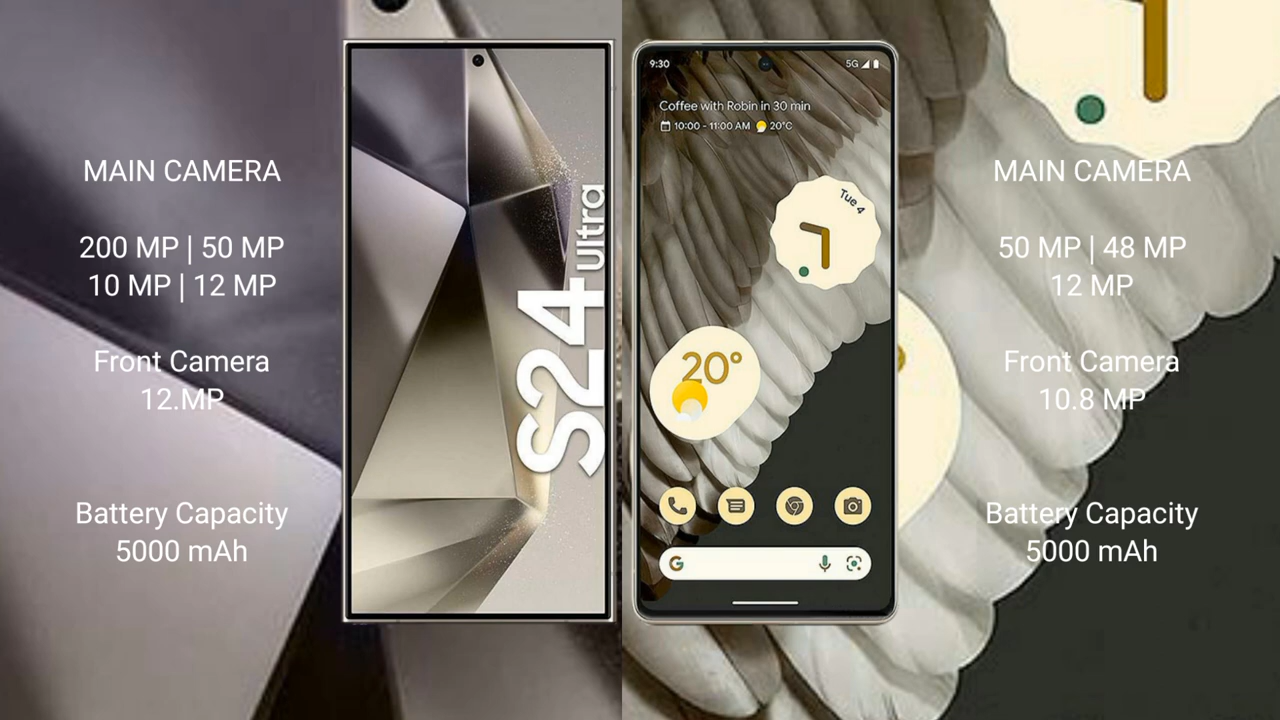 MAIN CAMERA
200 MP | 50 MP
10 MP | 12 MP
Front Camera
12.MP
Battery Capacity
5000 mAh
S24 ultra
9:30
5G
Coffee with Robin in 30 min
10:00 - 11:00 AM 20°C
Tue 4
20°
G
MAIN CAMERA
50 MP | 48 MP
12 MP
Front Camera
10.8 MP
Battery Capacity
5000 mAh